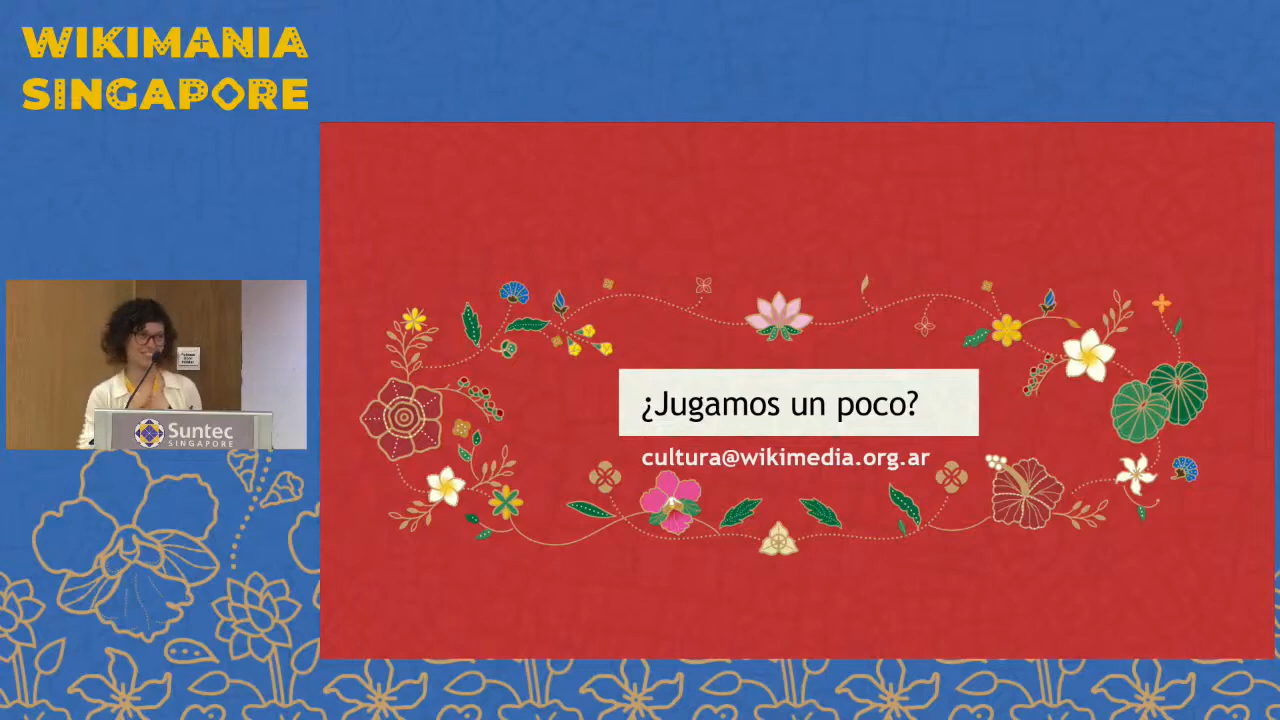 WIKIMANIA
SINGAPORE
¿Jugamos un poco?
cultura@wikimedia.org.ar
Suntec
SINGAPORE